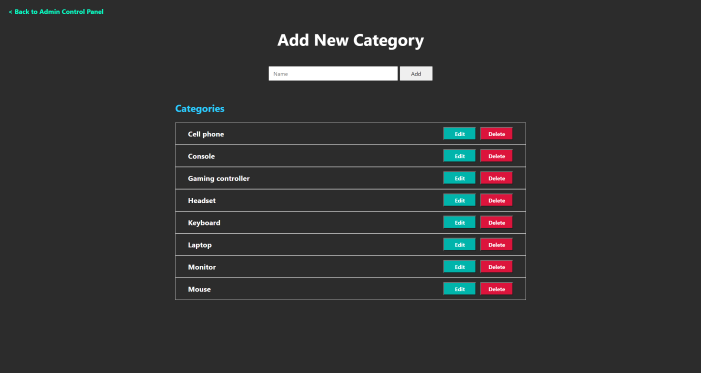 < Back to Admin Control Panel
Add New Category
Name Add
Categories
Cell phone Edit Delete
Console Edit Delete
Gaming controller Edit Delete
Headset Edit Delete
Keyboard Edit Delete
Laptop Edit Delete
Monitor Edit Delete
Mouse Edit Delete